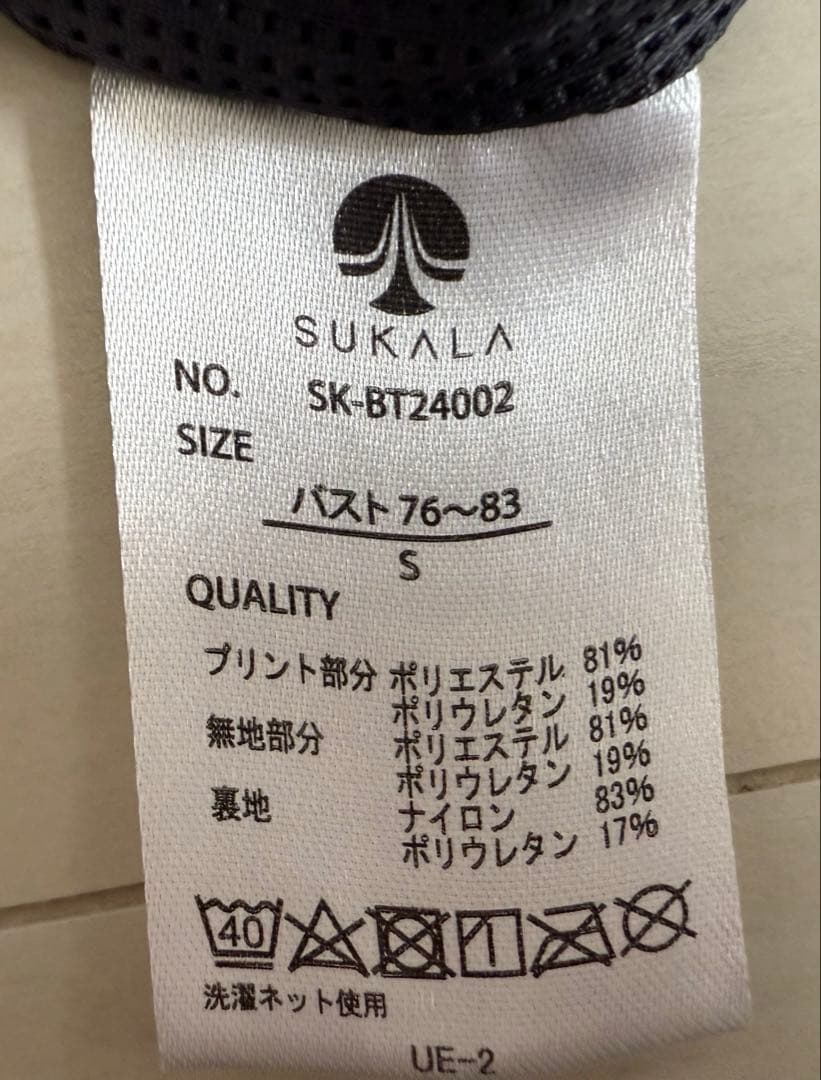 SUKALA
NO. SK-BT24002
SIZE
バスト 76～83
S
QUALITY
プリント部分 ポリエステル 81%
ポリウレタン 19%
無地部分 ポリエステル 81%
ポリウレタン 19%
裏地 ナイロン 83%
ポリウレタン 17%
40
洗濯ネット使用
UE-2